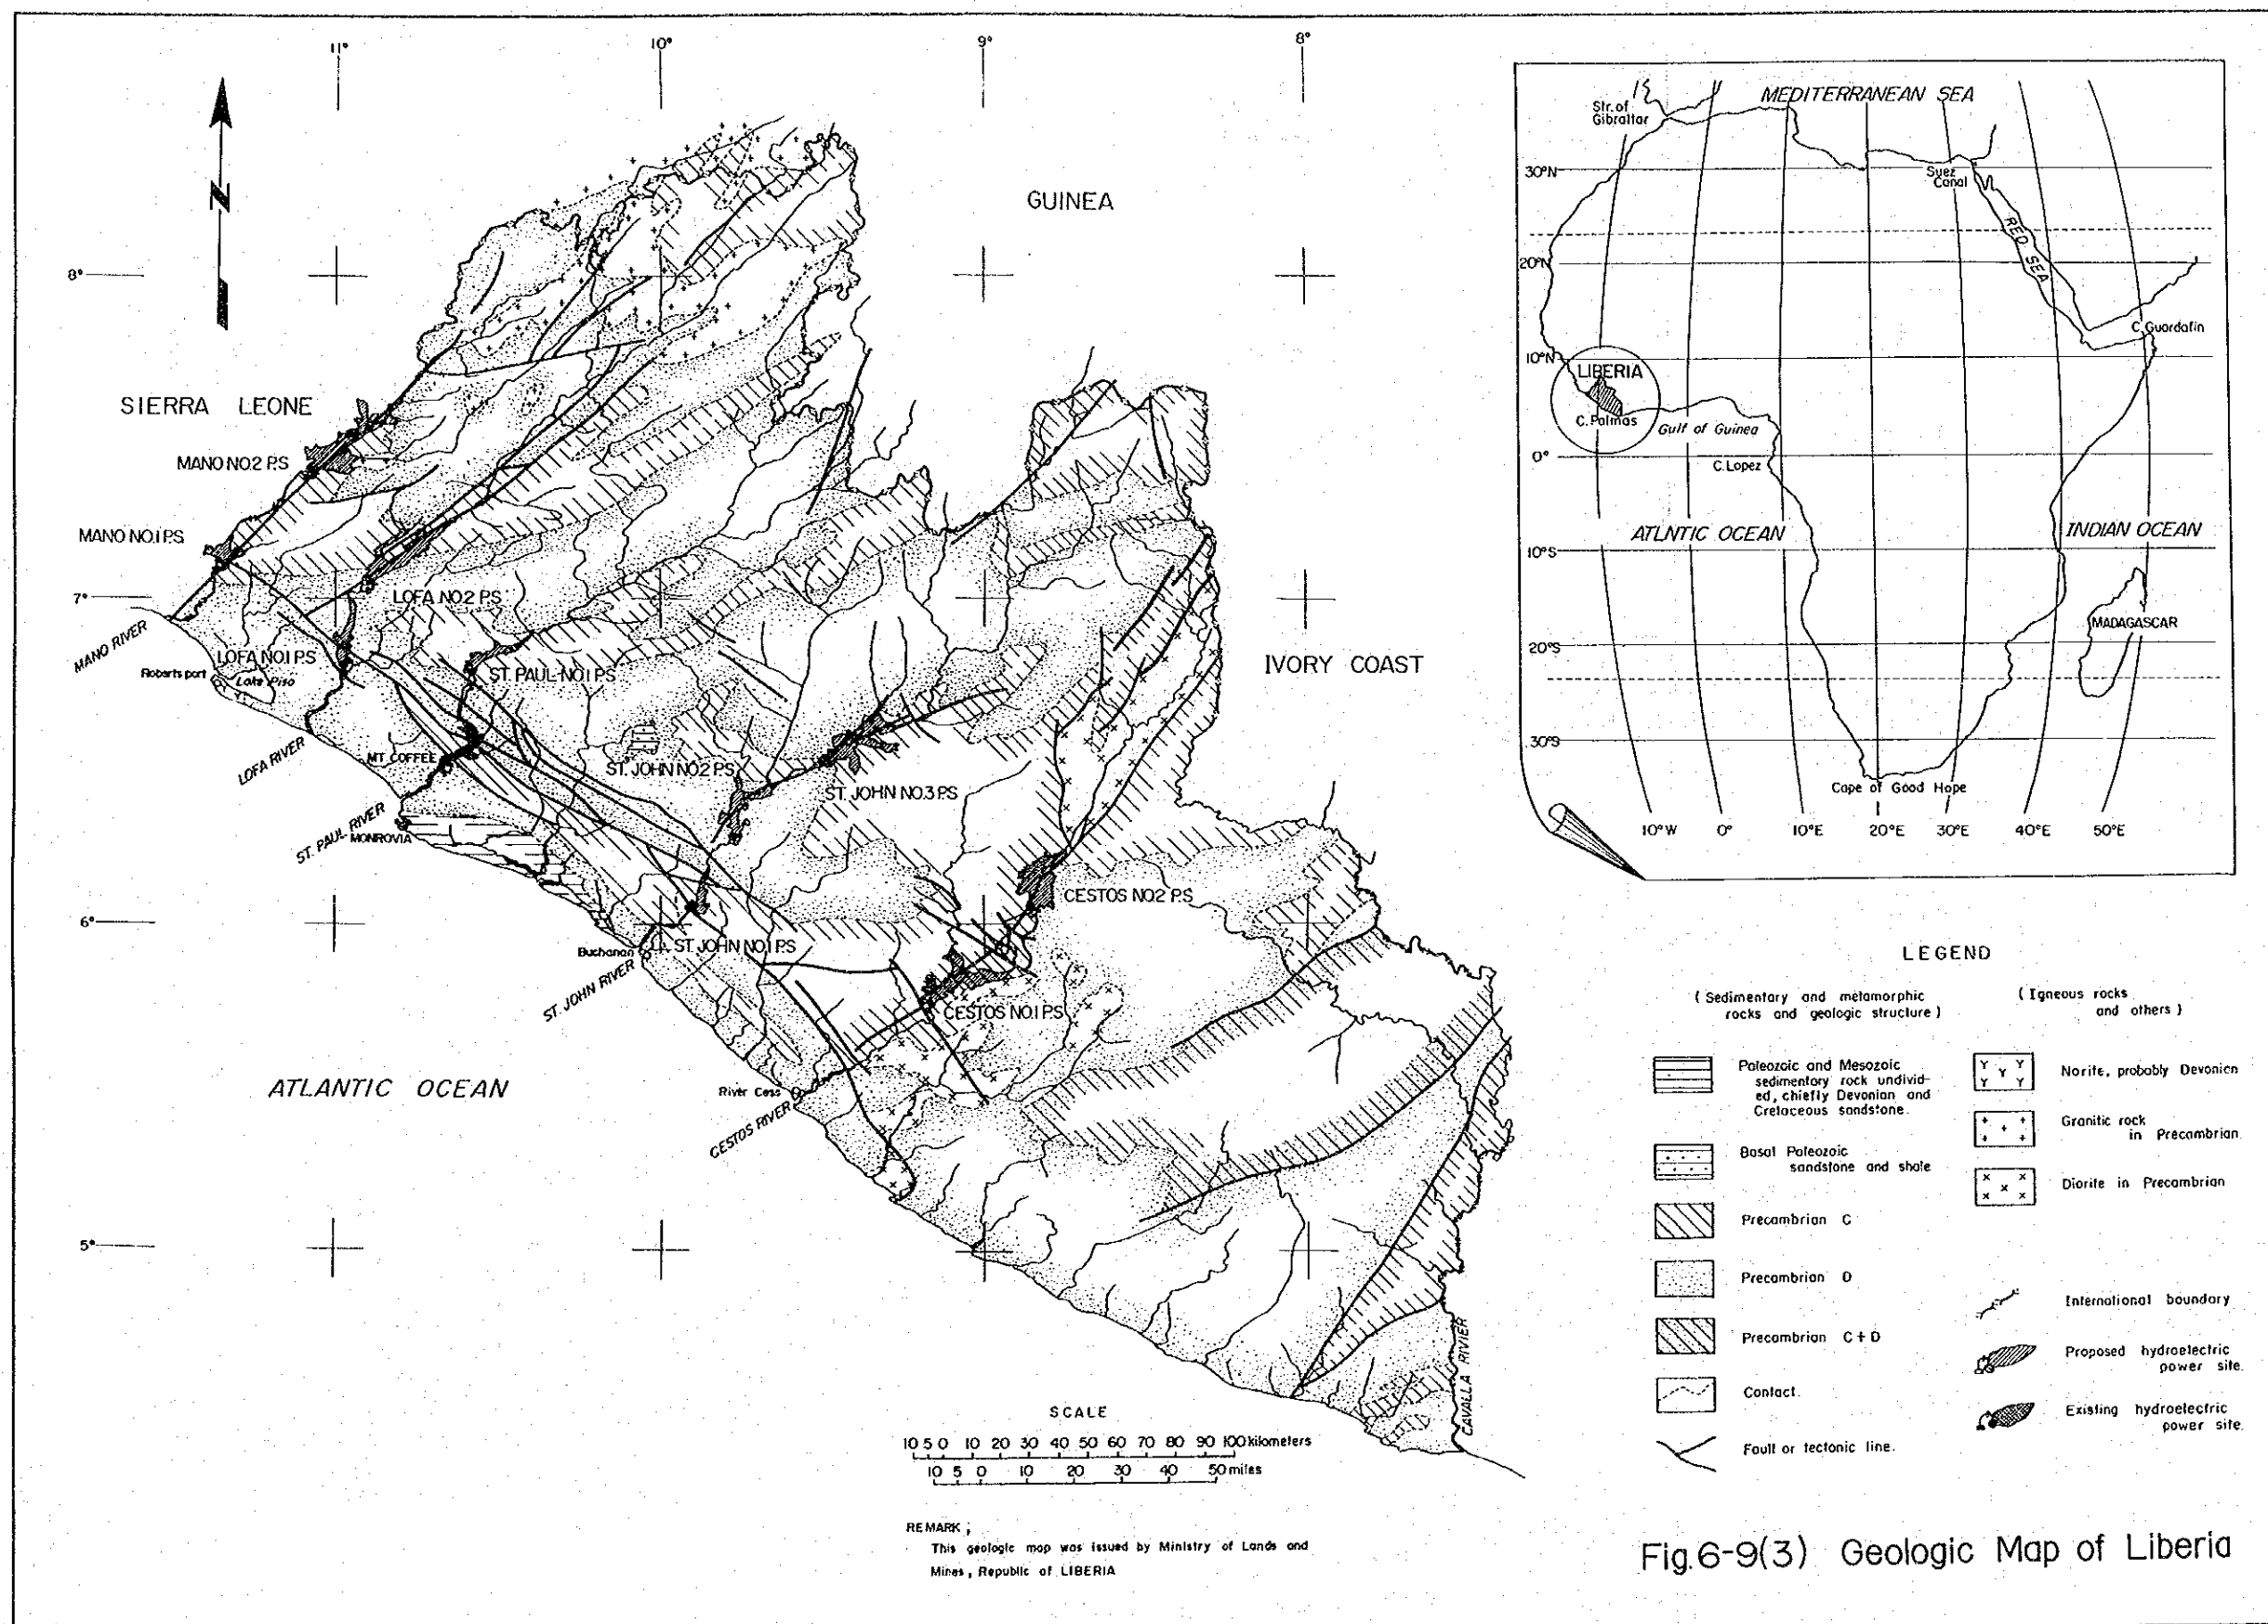 11°
10°
9°
8°
N
GUINEA
8°
SIERRA LEONE
MANO NO.2 P.S
MANO NO.1 P.S
7°
LOFA NO.2 P.S
MANO RIVER
LOFA NO.1 P.S
Roberts port
Lake Piso
ST. PAUL NO.1 P.S
IVORY COAST
LOFA RIVER
MT. COFFEE
ST. JOHN NO.2 P.S
ST. JOHN NO.3 P.S
ST. PAUL RIVER
MONROVIA
CESTOS NO.2 P.S
6°
Buchanan
ST. JOHN NO.1 P.S
ST. JOHN RIVER
CESTOS NO.1 P.S
ATLANTIC OCEAN
River Cess
CESTOS RIVER
5°
CAVALLA RIVIER
SCALE
10 5 0 10 20 30 40 50 60 70 80 90 100 kilometers
10 5 0 10 20 30 40 50 miles
REMARK ;
This geologic map was issued by Ministry of Lands and
Mines, Republic of LIBERIA
MEDITERRANEAN SEA
Str. of
Gibraltar
30°N
Suez
Canal
RED SEA
20°N
C. Guardafin
10°N
LIBERIA
C. Palmas
Gulf of Guinea
0°
C. Lopez
ATLNTIC OCEAN
INDIAN OCEAN
10°S
MADAGASCAR
20°S
30°S
Cape of Good Hope
10°W 0° 10°E 20°E 30°E 40°E 50°E
LEGEND
( Sedimentary and metamorphic
rocks and geologic structure )
( Igneous rocks
and others )
Paleozoic and Mesozoic
sedimentary rock undivid-
ed, chiefly Devonian and
Cretaceous sandstone.
Basal Paleozoic
sandstone and shale
Precambrian C
Precambrian D
Precambrian C + D
Contact.
Fault or tectonic line.
Norite, probably Devonien
Granitic rock
in Precambrian.
Diorite in Precambrian
International boundary
Proposed hydroelectric
power site.
Existing hydroelectric
power site.
Fig.6-9(3) Geologic Map of Liberia